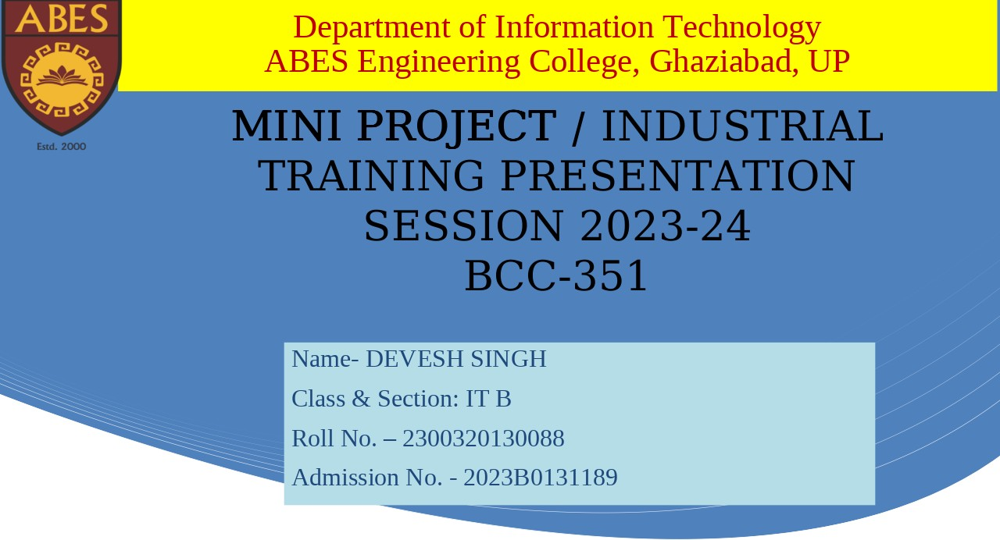 ABES
Estd. 2000
Department of Information Technology
ABES Engineering College, Ghaziabad, UP
MINI PROJECT / INDUSTRIAL
TRAINING PRESENTATION
SESSION 2023-24
BCC-351
Name- DEVESH SINGH
Class & Section: IT B
Roll No. – 2300320130088
Admission No. - 2023B0131189